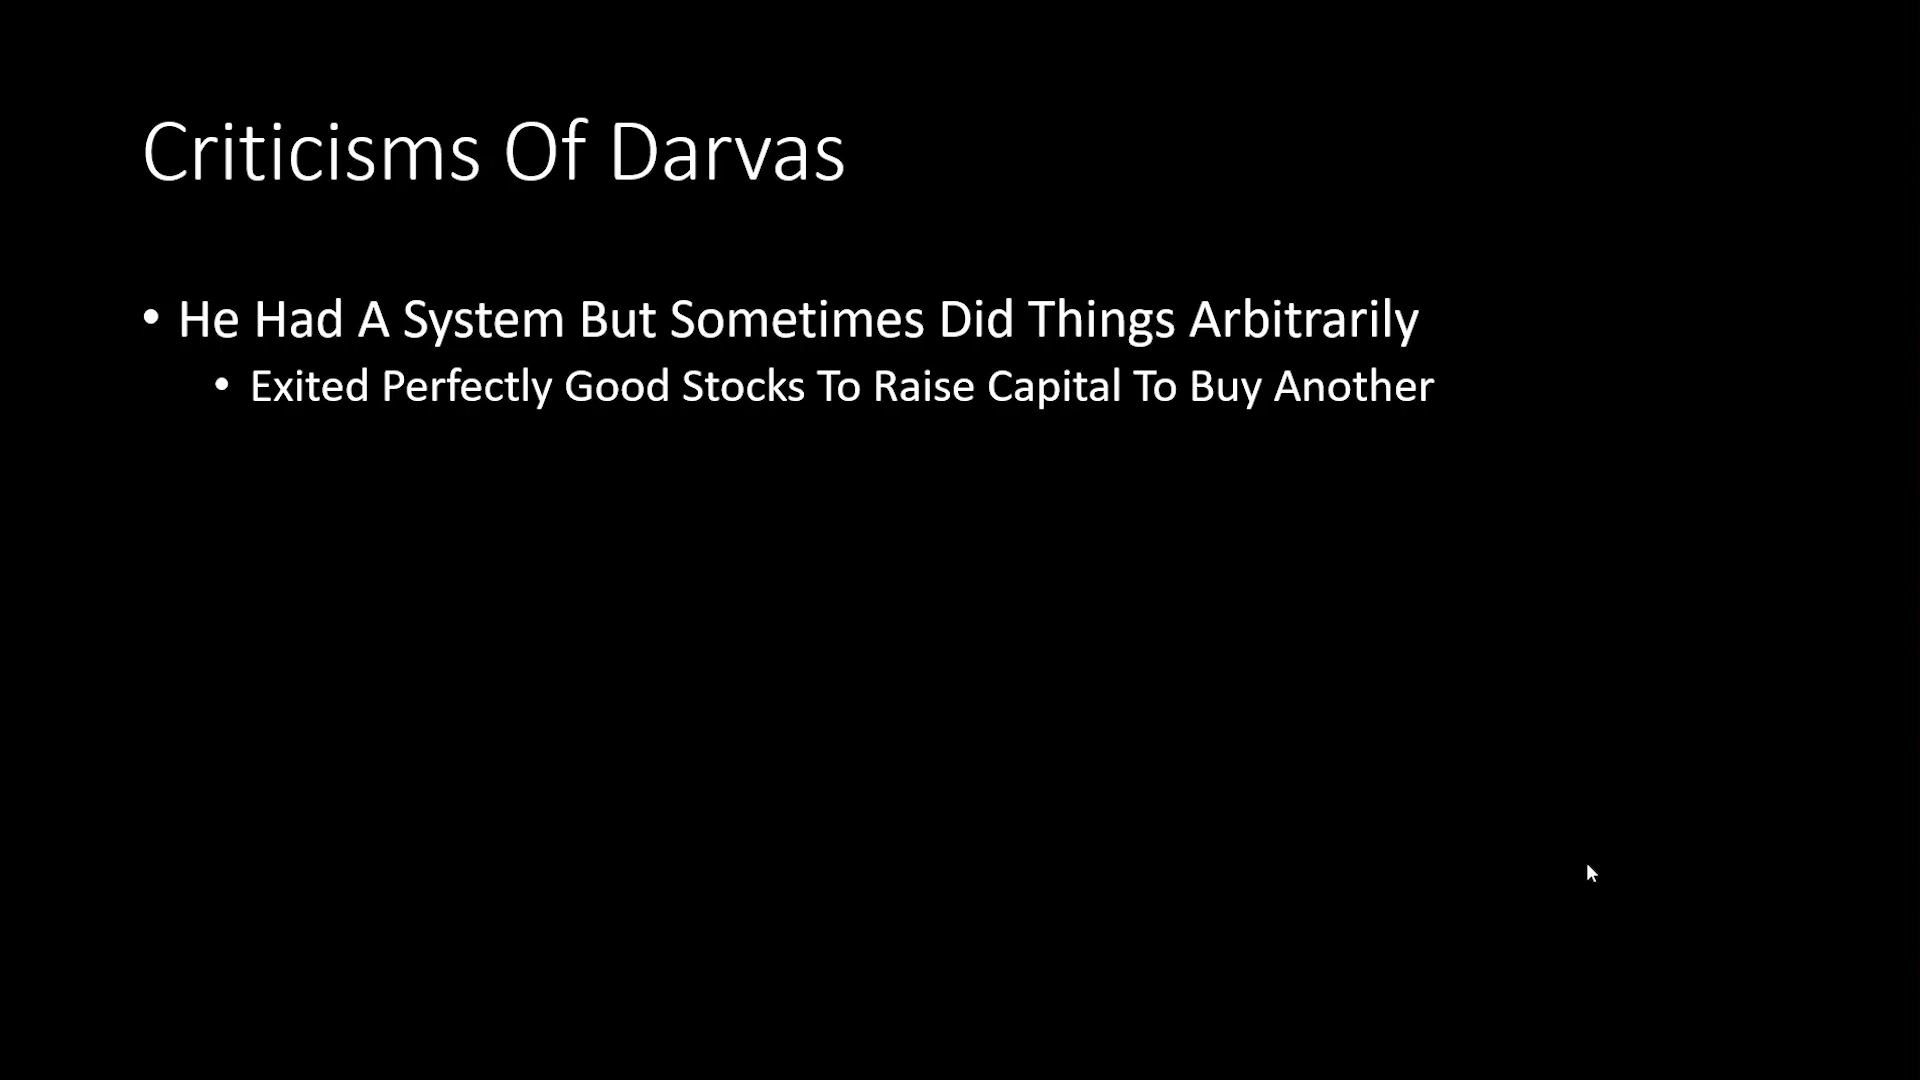 Criticisms Of Darvas
• He Had A System But Sometimes Did Things Arbitrarily
• Exited Perfectly Good Stocks To Raise Capital To Buy Another